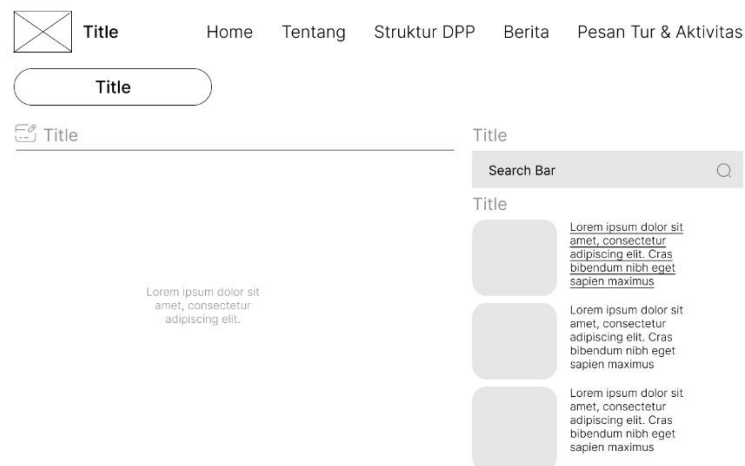 Title
Home
Tentang
Struktur DPP
Berita
Pesan Tur & Aktivitas
Title
Title
Lorem ipsum dolor sit
amet, consectetur
adipiscing elit.
Title
Search Bar
Title
Lorem ipsum dolor sit
amet, consectetur
adipiscing elit. Cras
bibendum nibh eget
sapien maximus
Lorem ipsum dolor sit
amet, consectetur
adipiscing elit. Cras
bibendum nibh eget
sapien maximus
Lorem ipsum dolor sit
amet, consectetur
adipiscing elit. Cras
bibendum nibh eget
sapien maximus